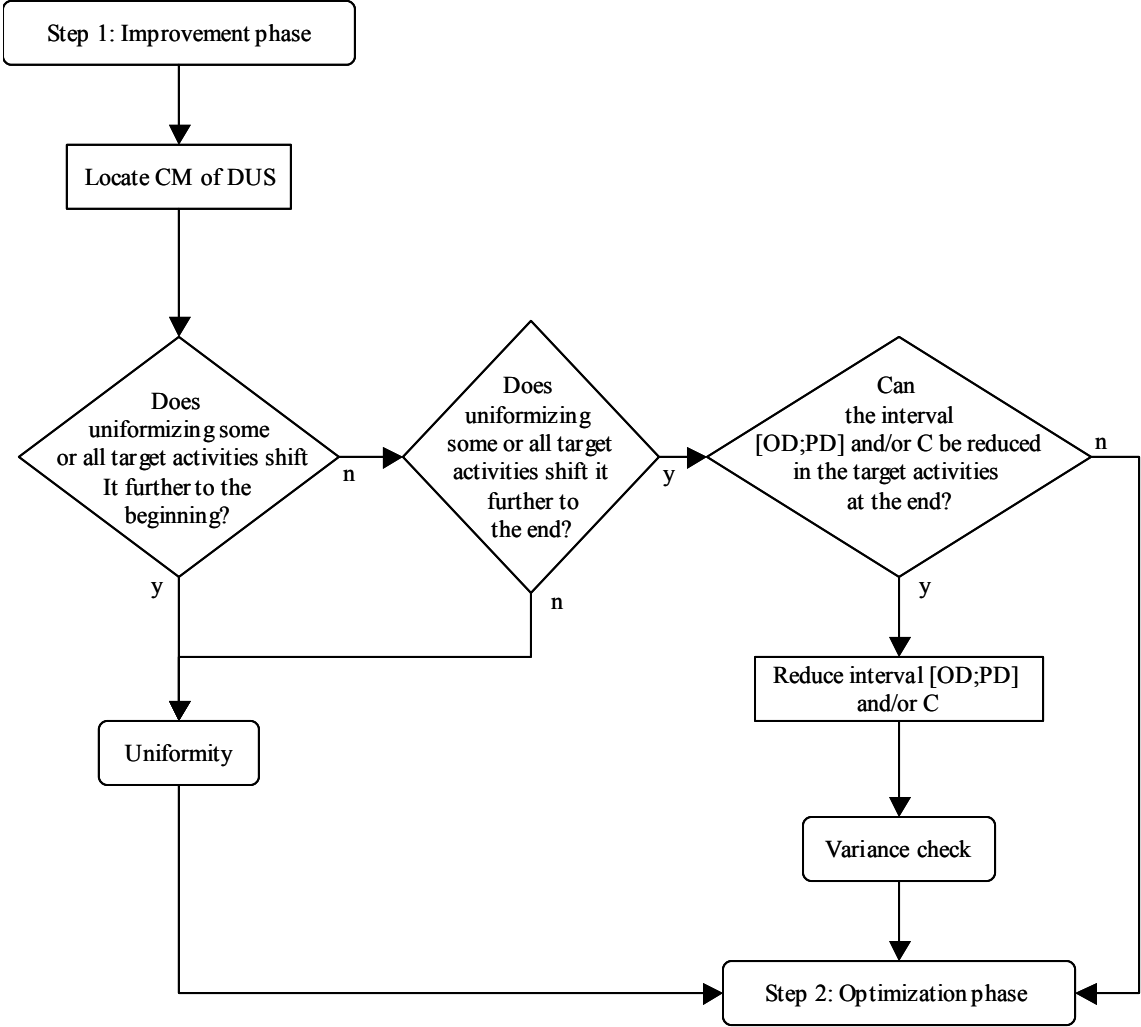 Step 1: Improvement phase
Locate CM of DUS
Does
uniformizing some
or all target activities shift
It further to the
beginning?
n
y
Does
uniformizing
some or all target
activities shift it
further to
the end?
y
n
Can
the interval
[OD;PD] and/or C be reduced
in the target activities
at the end?
n
y
Reduce interval [OD;PD]
and/or C
Uniformity
Variance check
Step 2: Optimization phase